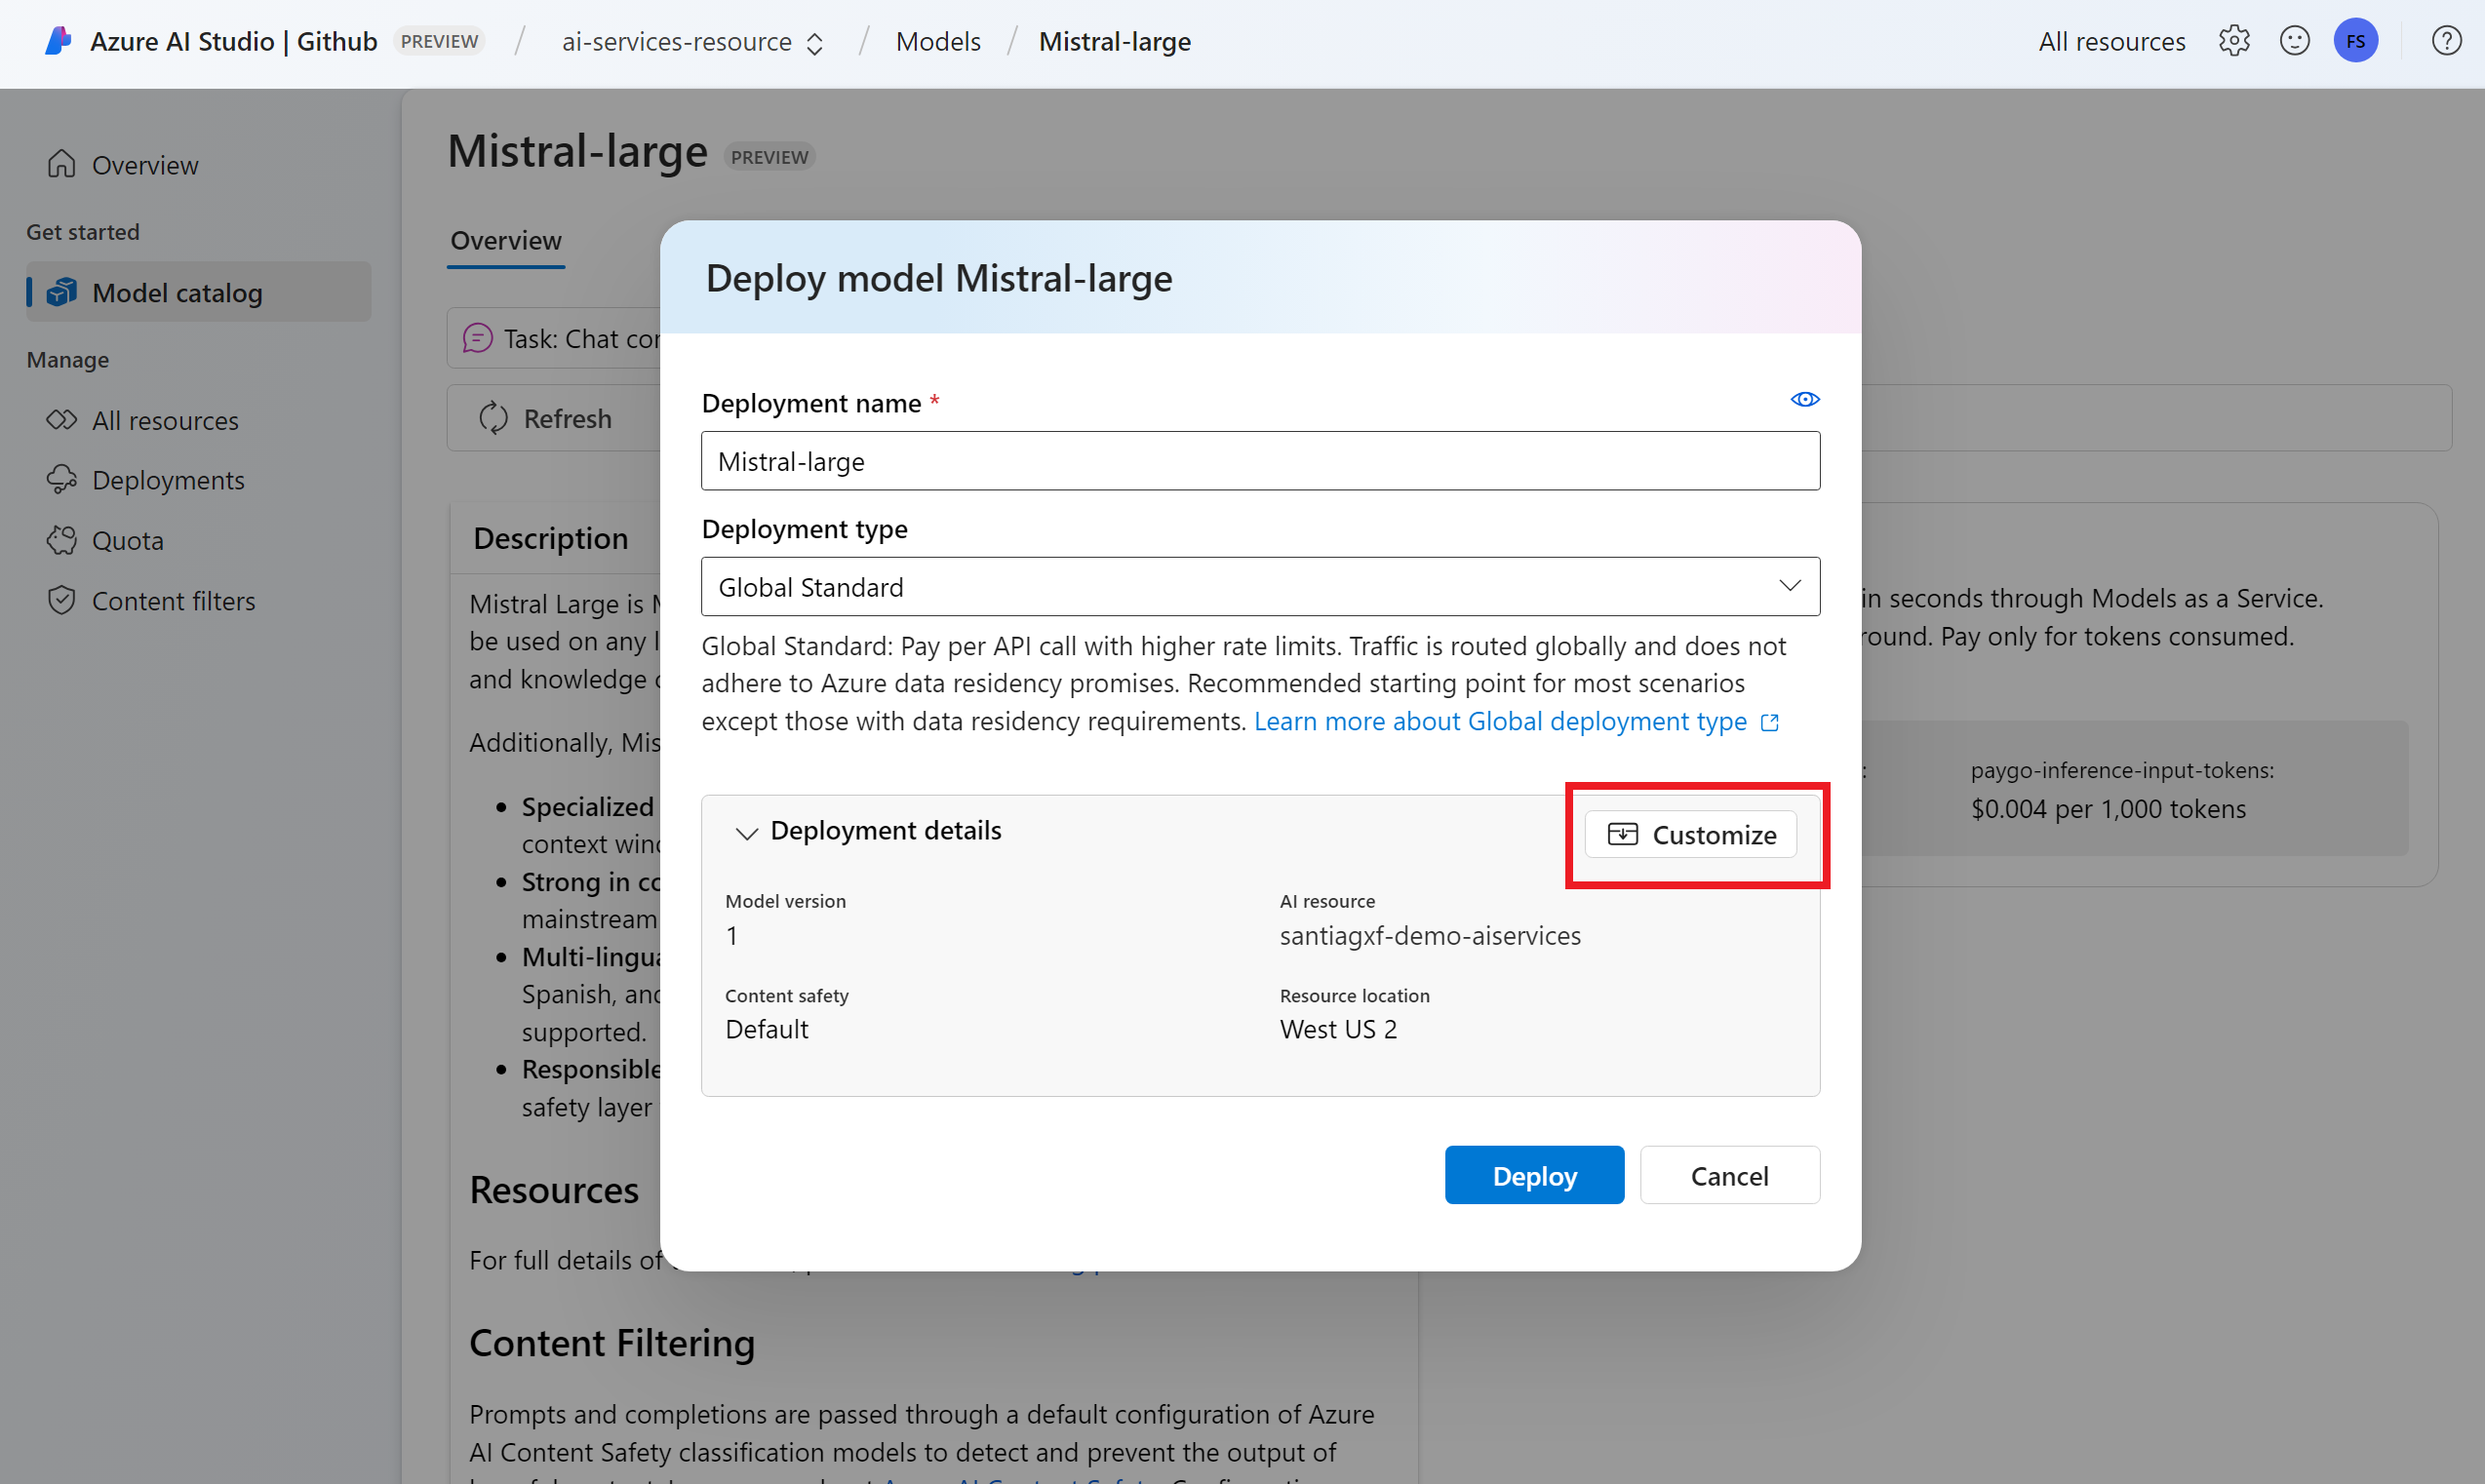 Azure AI Studio | Github PREVIEW / ai-services-resource / Models / Mistral-large All resources FS
Overview
Get started
Model catalog
Manage
All resources
Deployments
Quota
Content filters
Mistral-large PREVIEW
Overview
Task: Chat
Refresh
Description
Mistral Large is
be used on any
and knowledge
Additionally,
Specialized
context
Strong in
mainstream
Spanish,
supported.
Responsible
safety layer
Resources
For full details of
Content Filtering
Prompts and completions are passed through a default configuration of Azure
AI Content Safety classification models to detect and prevent the output of
in seconds through Models as a Service.
Pay only for tokens consumed.
paygo-inference-input-tokens:
$0.004 per 1,000 tokens
Deploy model Mistral-large
Deployment name *
Mistral-large
Deployment type
Global Standard
Global Standard: Pay per API call with higher rate limits. Traffic is routed globally and does not
adhere to Azure data residency promises. Recommended starting point for most scenarios
except those with data residency requirements. Learn more about Global deployment type
Deployment details
Customize
Model version
1
AI resource
santiagxf-demo-aiservices
Content safety
Default
Resource location
West US 2
Deploy
Cancel